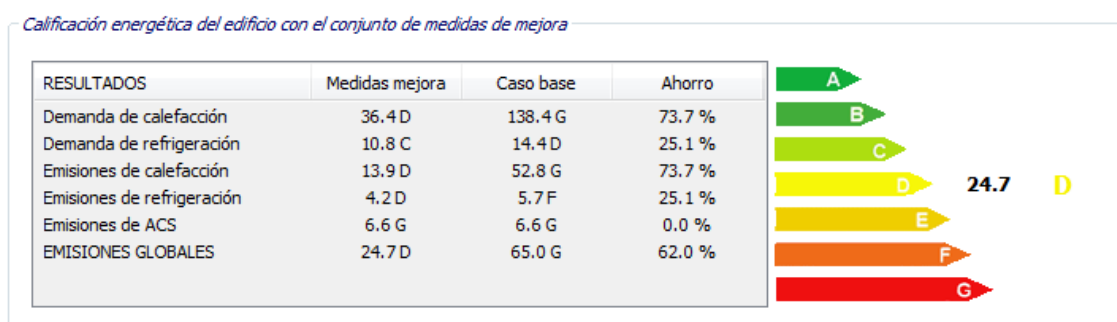 Calificación energética del edificio con el conjunto de medidas de mejora
RESULTADOS Medidas mejora Caso base Ahorro
Demanda de calefacción 36.4 D 138.4 G 73.7 %
Demanda de refrigeración 10.8 C 14.4 D 25.1 %
Emisiones de calefacción 13.9 D 52.8 G 73.7 %
Emisiones de refrigeración 4.2 D 5.7 F 25.1 %
Emisiones de ACS 6.6 G 6.6 G 0.0 %
EMISIONES GLOBALES 24.7 D 65.0 G 62.0 %
A
B
C
D 24.7 D
E
F
G